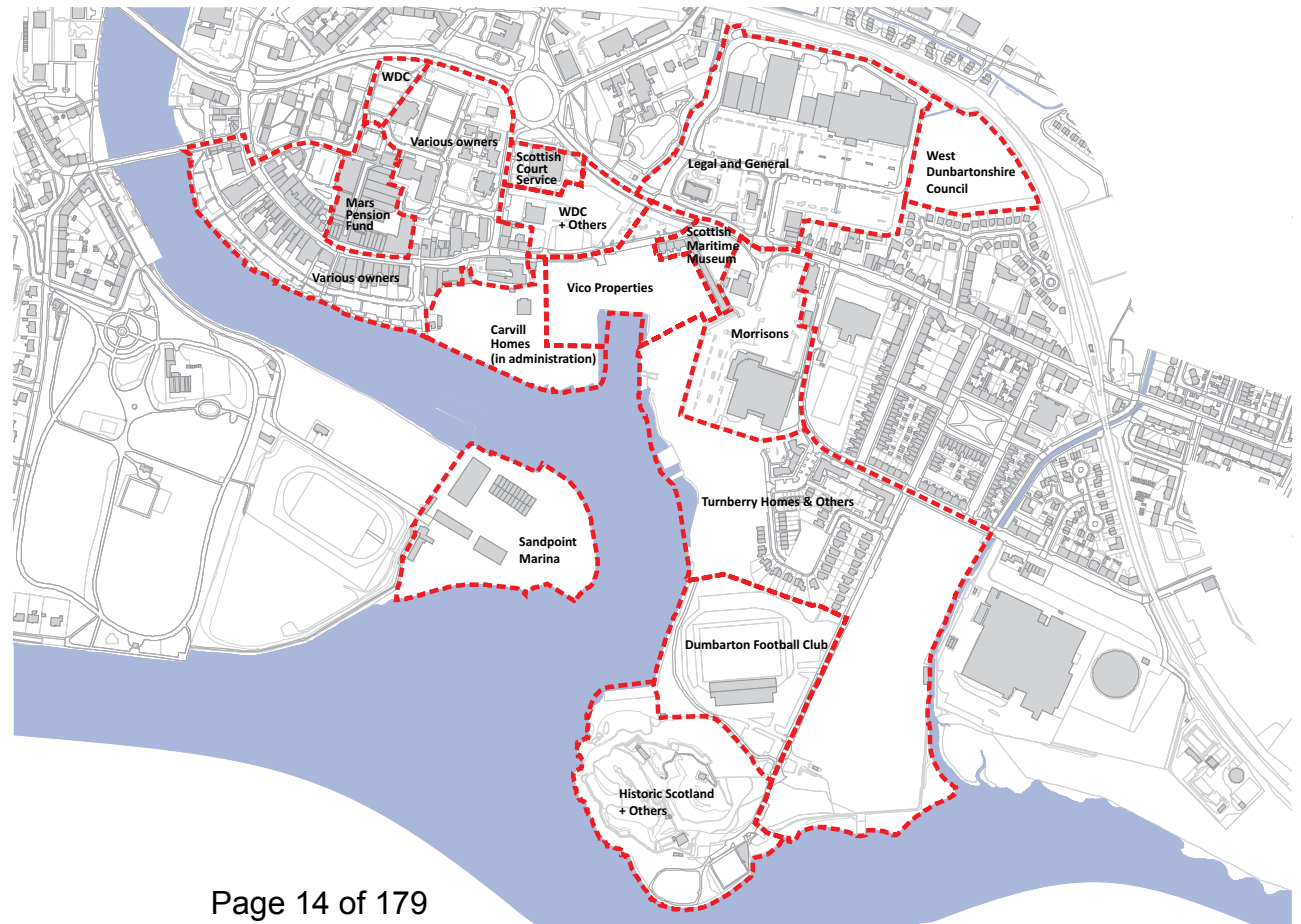 WDC
Various owners
Scottish
Court
Service
Legal and General
West
Dunbartonshire
Council
Mars
Pension
Fund
WDC
+ Others
Scottish
Maritime
Museum
Various owners
Vico Properties
Carvill
Homes
(in administration)
Morrisons
Turnberry Homes & Others
Sandpoint
Marina
Dumbarton Football Club
Historic Scotland
+ Others
Page 14 of 179